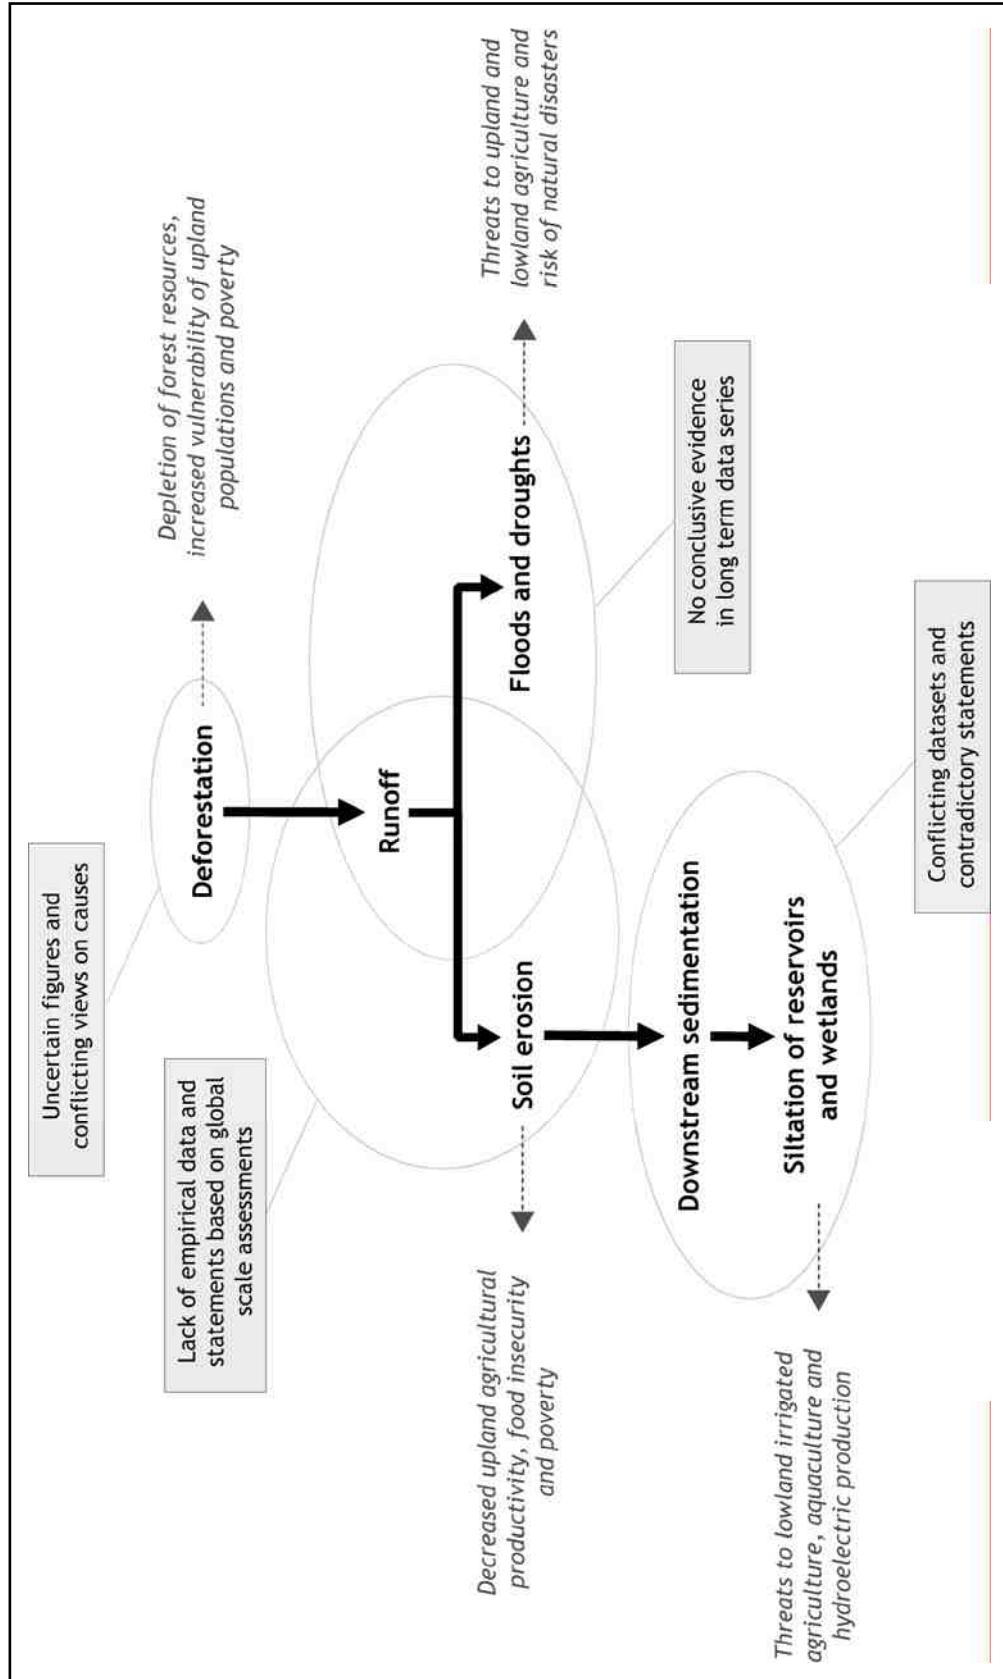 Uncertain figures and
conflicting views on causes
Depletion of forest resources,
increased vulnerability of upland
populations and poverty
Deforestation
Lack of empirical data and
statements based on global
scale assessments
Runoff
Decreased upland agricultural
productivity, food insecurity
and poverty
Soil erosion
Floods and droughts
Threats to upland and
lowland agriculture and
risk of natural disasters
Downstream sedimentation
No conclusive evidence
in long term data series
Threats to lowland irrigated
agriculture, aquaculture and
hydroelectric production
Siltation of reservoirs
and wetlands
Conflicting datasets and
contradictory statements